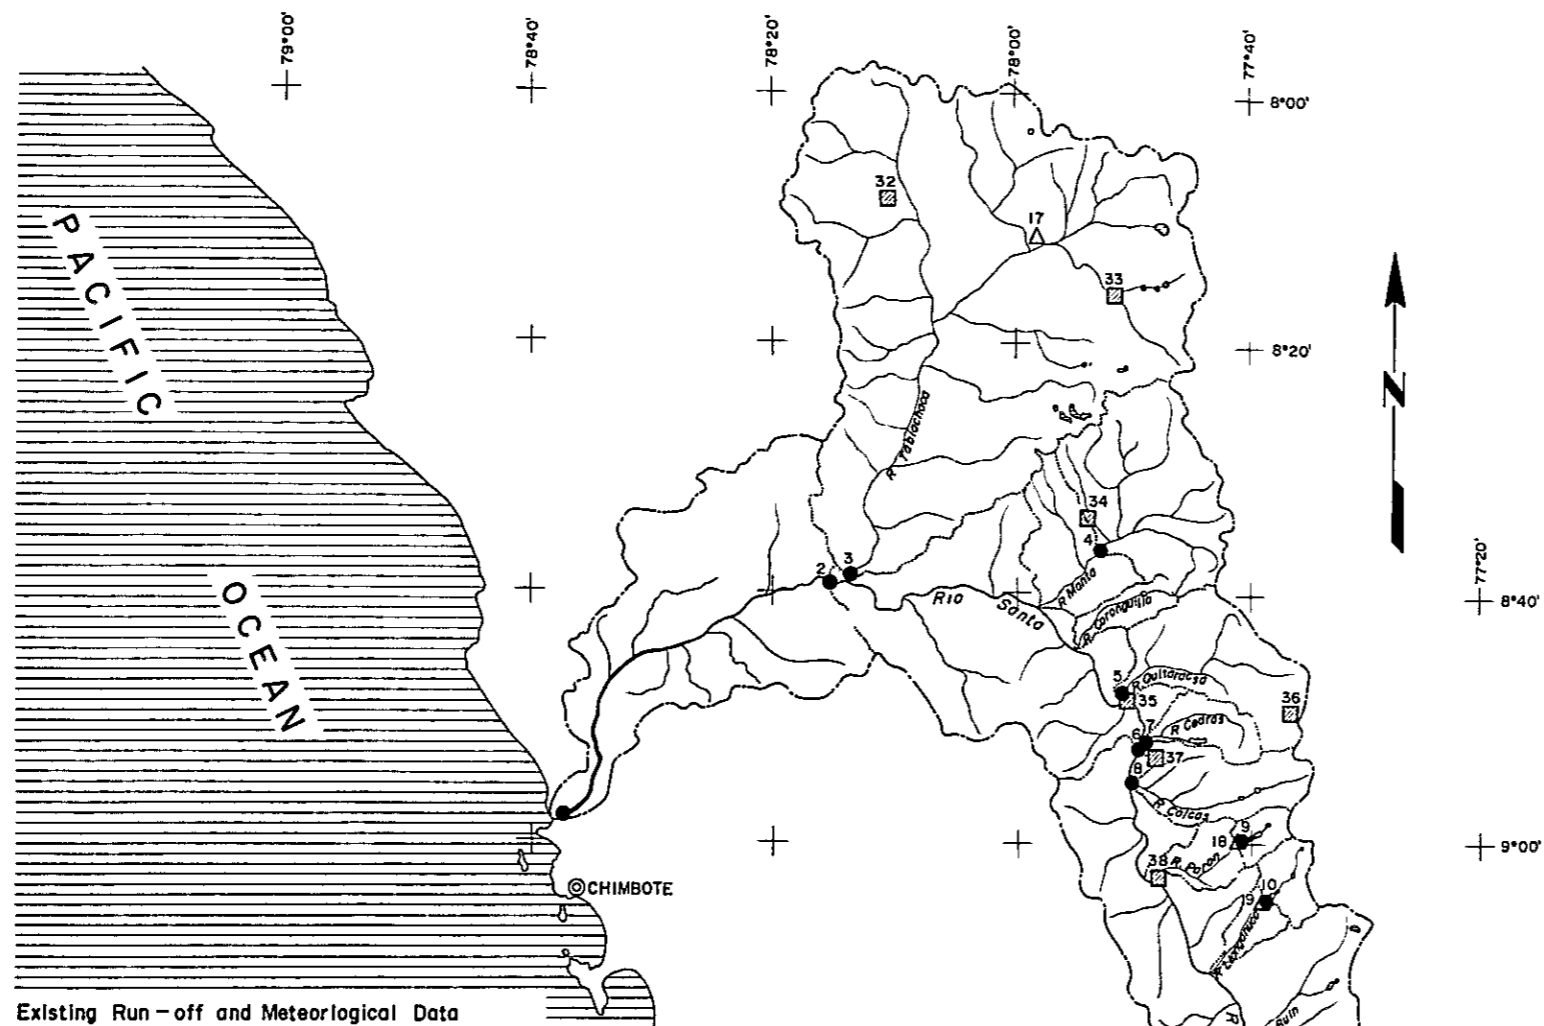 79°00'
78°40'
78°20'
78°00'
77°40'
8°00'
32
17
33
PACIFIC
8°20'
N
R. Tablachaca
34
4
77°20'
2
3
R Manta
RIO Santa
8°40'
OCEAN
5
R. Quitaracsa
35
36
7
R Cedros
6
37
8
R. Colcas
9
18
9°00'
38
R. Paron
10
19
CHIMBOTE
R
Existing Run-off and Meteorlogical Data